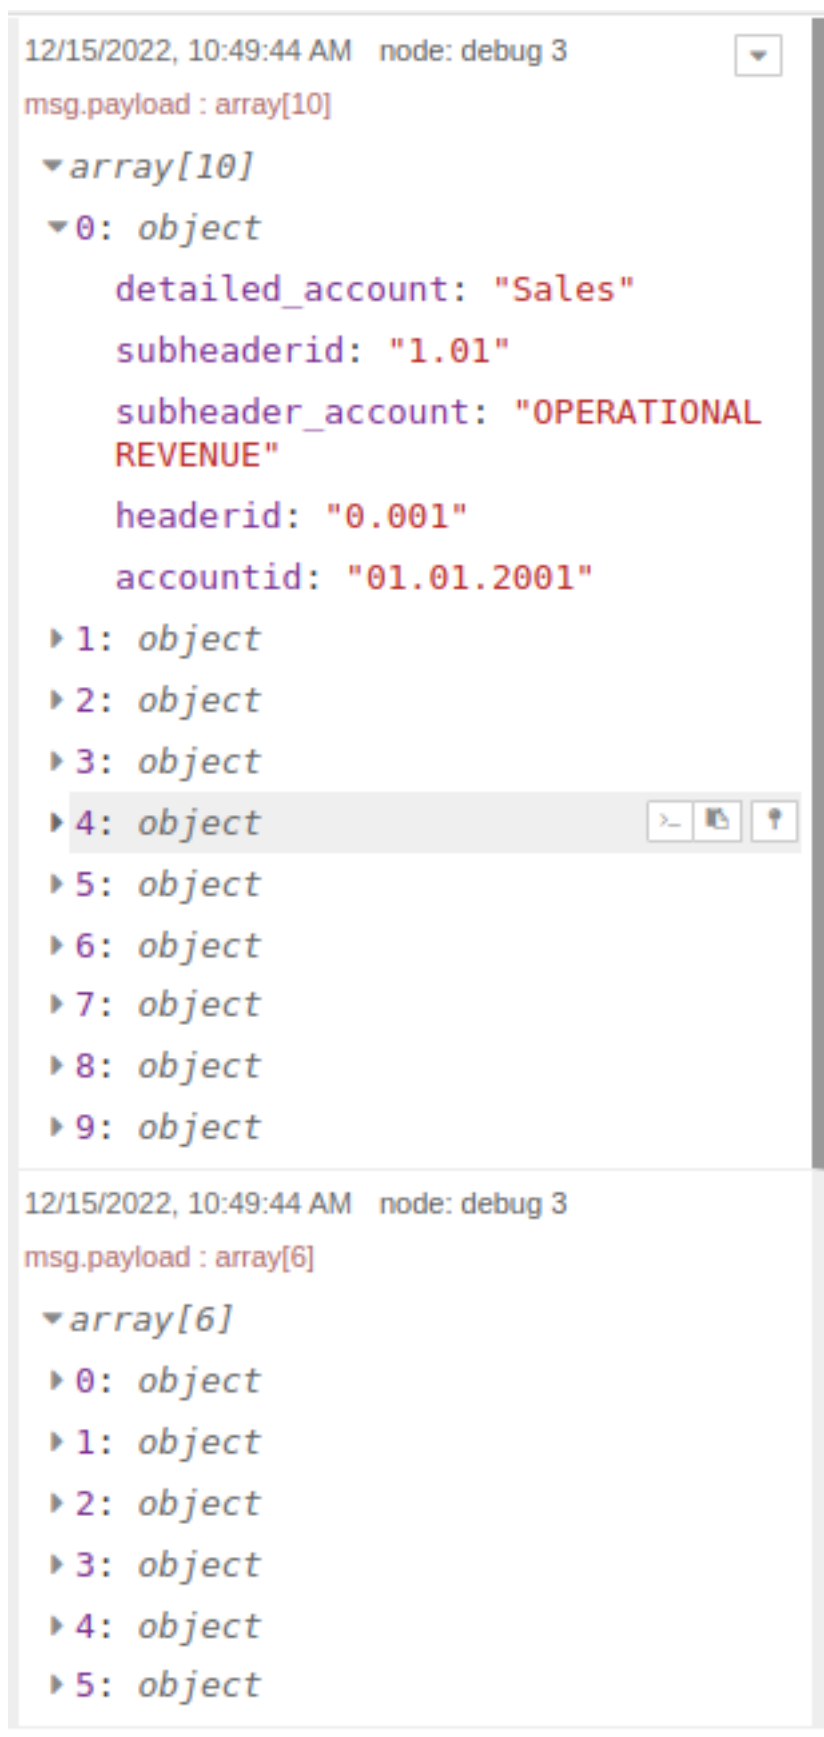 12/15/2022, 10:49:44 AM node: debug 3
msg.payload : array[10]
array[10]
0: object
detailed_account: "Sales"
subheaderid: "1.01"
subheader_account: "OPERATIONAL
REVENUE"
headerid: "0.001"
accountid: "01.01.2001"
1: object
2: object
3: object
4: object
5: object
6: object
7: object
8: object
9: object
12/15/2022, 10:49:44 AM node: debug 3
msg.payload : array[6]
array[6]
0: object
1: object
2: object
3: object
4: object
5: object